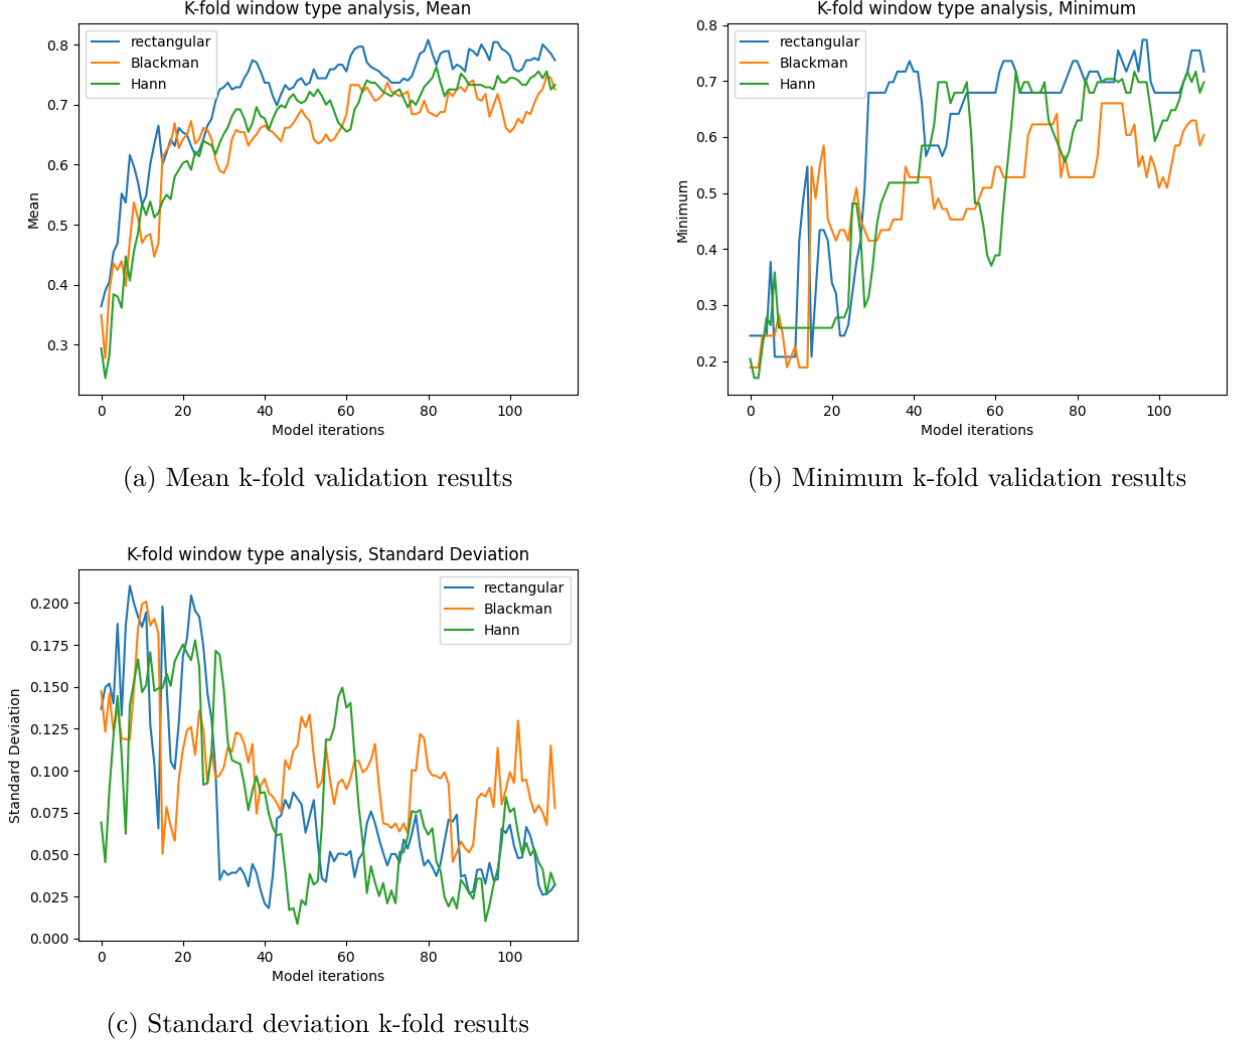 K-fold window type analysis, Mean
rectangular
Blackman
Hann
0.8
0.7
0.6
0.5
0.4
0.3
Mean
0 20 40 60 80 100
Model iterations
(a) Mean k-fold validation results
K-fold window type analysis, Minimum
rectangular
Blackman
Hann
0.8
0.7
0.6
0.5
0.4
0.3
0.2
Minimum
0 20 40 60 80 100
Model iterations
(b) Minimum k-fold validation results
K-fold window type analysis, Standard Deviation
rectangular
Blackman
Hann
0.200
0.175
0.150
0.125
0.100
0.075
0.050
0.025
0.000
Standard Deviation
0 20 40 60 80 100
Model iterations
(c) Standard deviation k-fold results